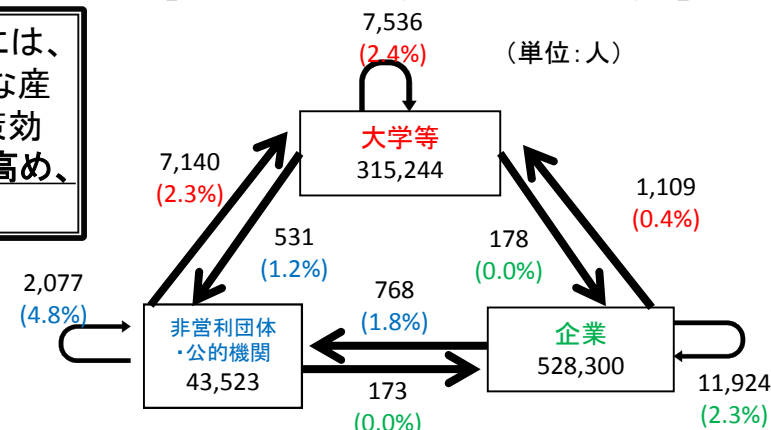 には、
な産
効
高め、
7,536
(2.4%)
(単位:人)
大学等
315,244
7,140
(2.3%)
1,109
(0.4%)
531
(1.2%)
178
(0.0%)
2,077
(4.8%)
768
(1.8%)
非営利団体
・公的機関
43,523
企業
528,300
173
(0.0%)
11,924
(2.3%)